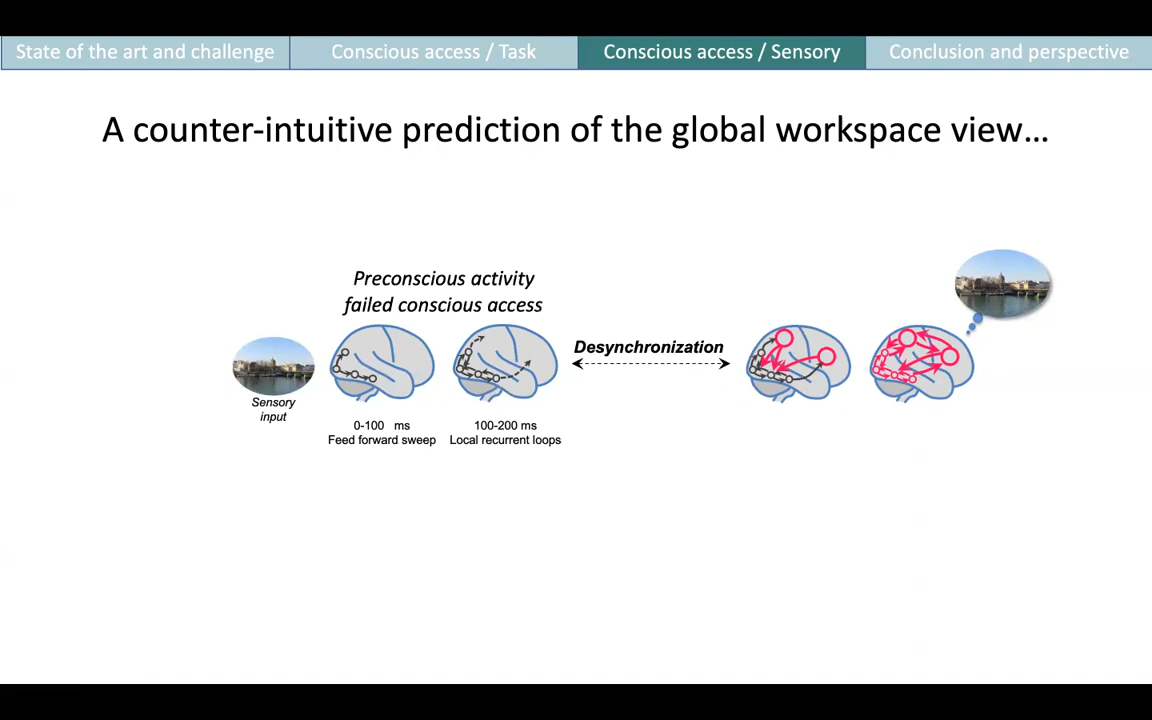 State of the art and challenge
Conscious access / Task
Conscious access / Sensory
Conclusion and perspective
A counter-intuitive prediction of the global workspace view...
Preconscious activity
failed conscious access
Desynchronization
Sensory
input
0-100 ms
Feed forward sweep
100-200 ms
Local recurrent loops